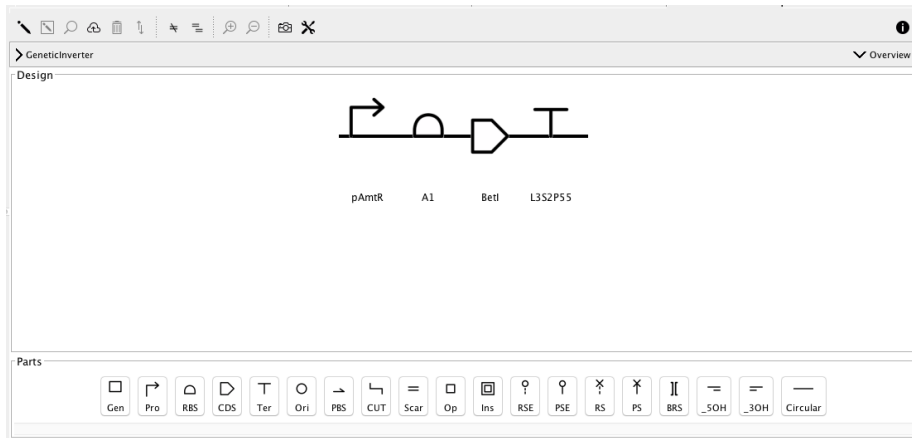 GeneticInverter Overview
Design
pAmtR A1 BetI L3S2P55
Parts
Gen Pro RBS CDS Ter Ori PBS CUT Scar Op Ins RSE PSE RS PS BRS _5OH _3OH Circular